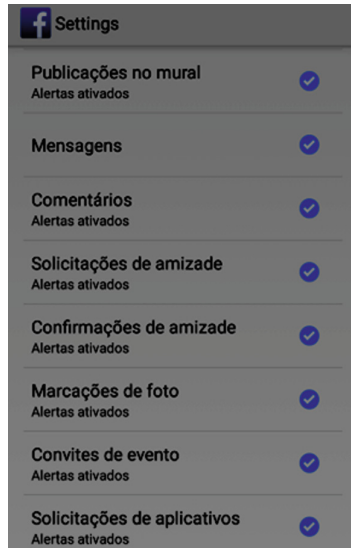 Settings
Publicações no mural
Alertas ativados
Mensagens
Comentários
Alertas ativados
Solicitações de amizade
Alertas ativados
Confirmações de amizade
Alertas ativados
Marcações de foto
Alertas ativados
Convites de evento
Alertas ativados
Solicitações de aplicativos
Alertas ativados